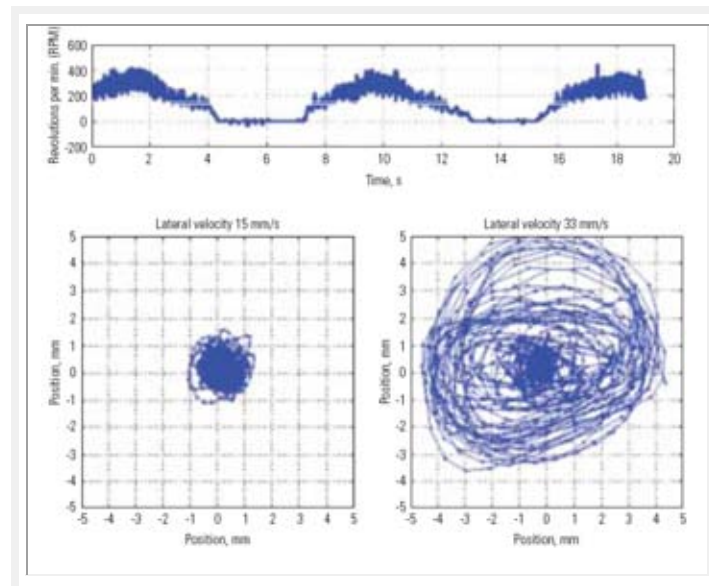 Revolutions per min. (RPM)
600
400
200
0
-200
0 2 4 6 8 10 12 14 16 18 20
Time, s
Lateral velocity 15 mm/s
Position, mm
5
4
3
2
1
0
-1
-2
-3
-4
-5
-5 -4 -3 -2 -1 0 1 2 3 4 5
Position, mm
Lateral velocity 33 mm/s
Position, mm
5
4
3
2
1
0
-1
-2
-3
-4
-5
-5 -4 -3 -2 -1 0 1 2 3 4 5
Position, mm